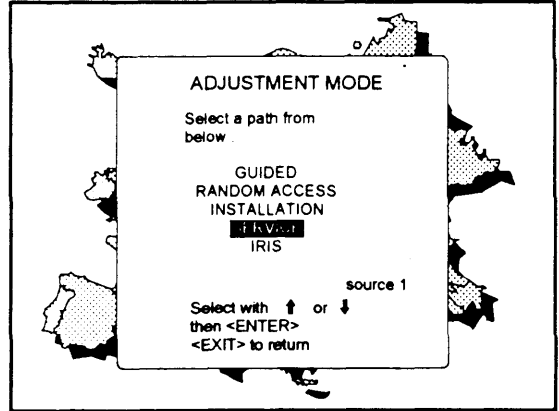 ADJUSTMENT MODE
Select a path from
below
GUIDED
RANDOM ACCESS
INSTALLATION
IRIS
source 1
Select with ⬆ or ⬇
then <ENTER>
<EXIT> to return